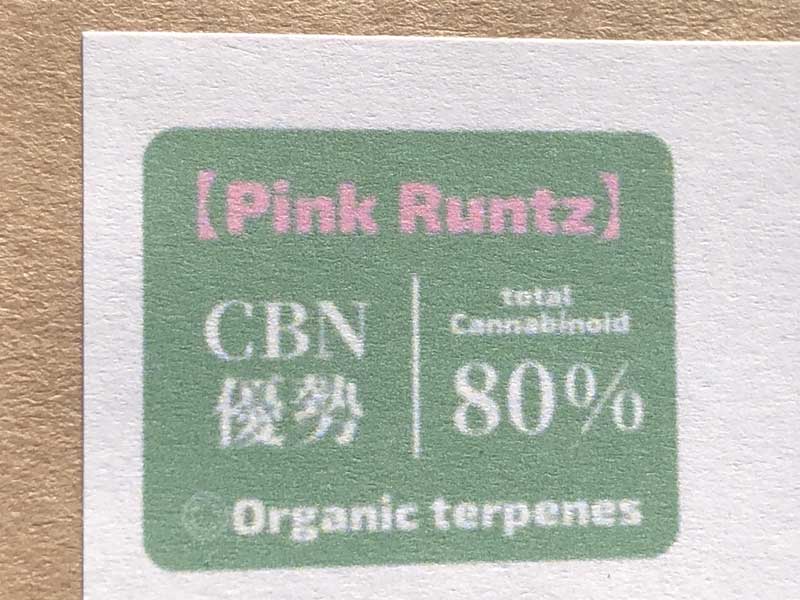 【Pink Runtz】
CBN
優勢
total
Cannabinoid
80%
Organic terpenes